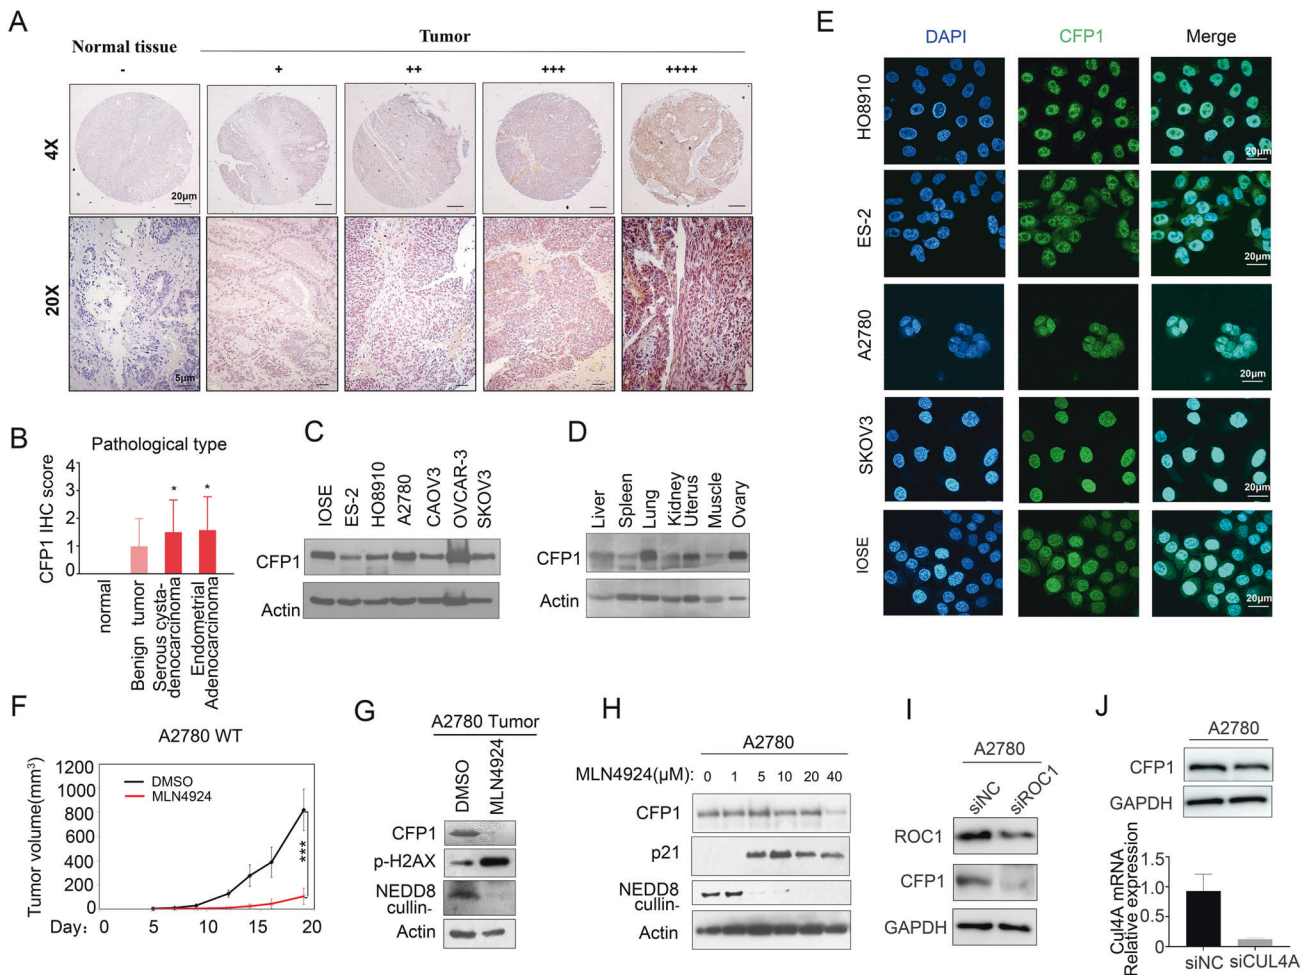 A
Normal tissue
Tumor
- + ++ +++ ++++
4X
20μm
20X
5μm
B
Pathological type
CFP1 IHC score
4
3
2
1
0
* *
normal
Benign tumor
Serous cysta-
denocarcinoma
Endometrial
Adenocarcinoma
C
IOSE
ES-2
HO8910
A2780
CAOV3
OVCAR-3
SKOV3
CFP1
Actin
D
Liver
Spleen
Lung
Kidney
Uterus
Muscle
Ovary
CFP1
Actin
E
DAPI CFP1 Merge
HO8910
20μm
ES-2
20μm
A2780
20μm
SKOV3
20μm
IOSE
20μm
F
A2780 WT
Tumor volume(mm³)
1200
1000
800
600
400
200
0
DMSO
MLN4924
***
Day: 0 5 10 15 20
G
A2780 Tumor
DMSO
MLN4924
CFP1
p-H2AX
NEDD8
cullin-
Actin
H
A2780
MLN4924(μM): 0 1 5 10 20 40
CFP1
p21
NEDD8
cullin-
Actin
I
A2780
siNC
siROC1
ROC1
CFP1
GAPDH
J
A2780
CFP1
GAPDH
Cul4A mRNA
Relative expression
1.5
1.0
0.5
0
siNC siCUL4A